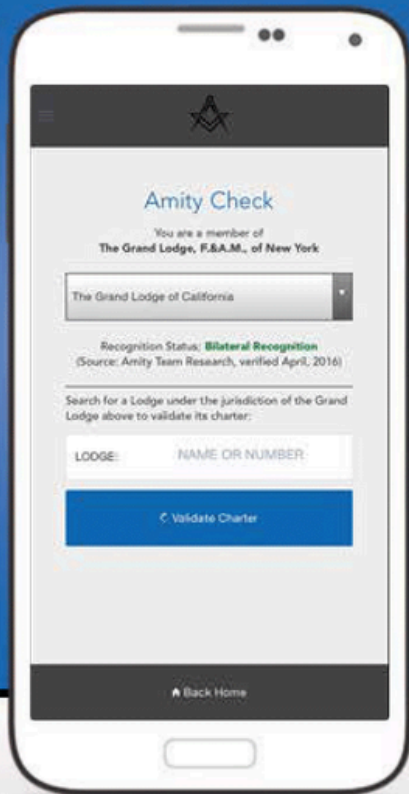 Amity Check
You are a member of
The Grand Lodge, F.&A.M., of New York
The Grand Lodge of California
Recognition Status: Bilateral Recognition
(Source: Amity Team Research, verified April, 2016)
Search for a Lodge under the jurisdiction of the Grand
Lodge above to validate its charter:
LODGE: NAME OR NUMBER
Validate Charter
Back Home